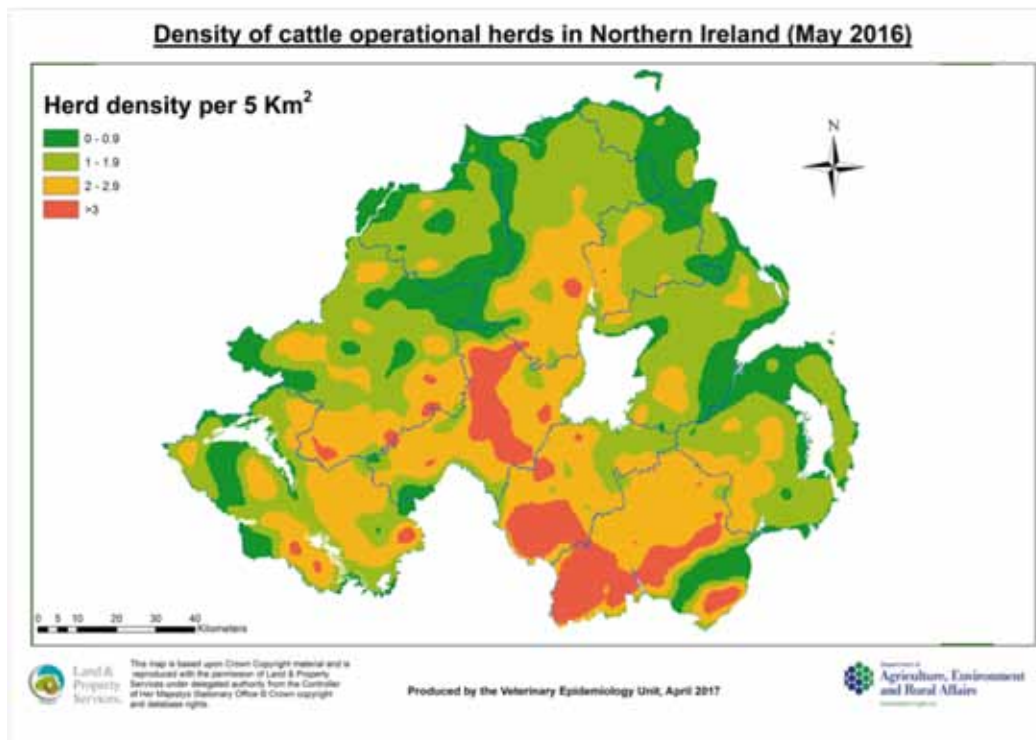 Density of cattle operational herds in Northern Ireland (May 2016)
Herd density per 5 Km²
0 - 0.9
1 - 1.9
2 - 2.9
>3
N
0 5 10 20 30 40
Kilometers
Land &
Property
Services.
This map is based upon Crown Copyright material and is
reproduced with the permission of Land & Property
Services under delegated authority from the Controller
of Her Majestys Stationary Office © Crown copyright
and database rights.
Produced by the Veterinary Epidemiology Unit, April 2017
Department of
Agriculture, Environment
and Rural Affairs